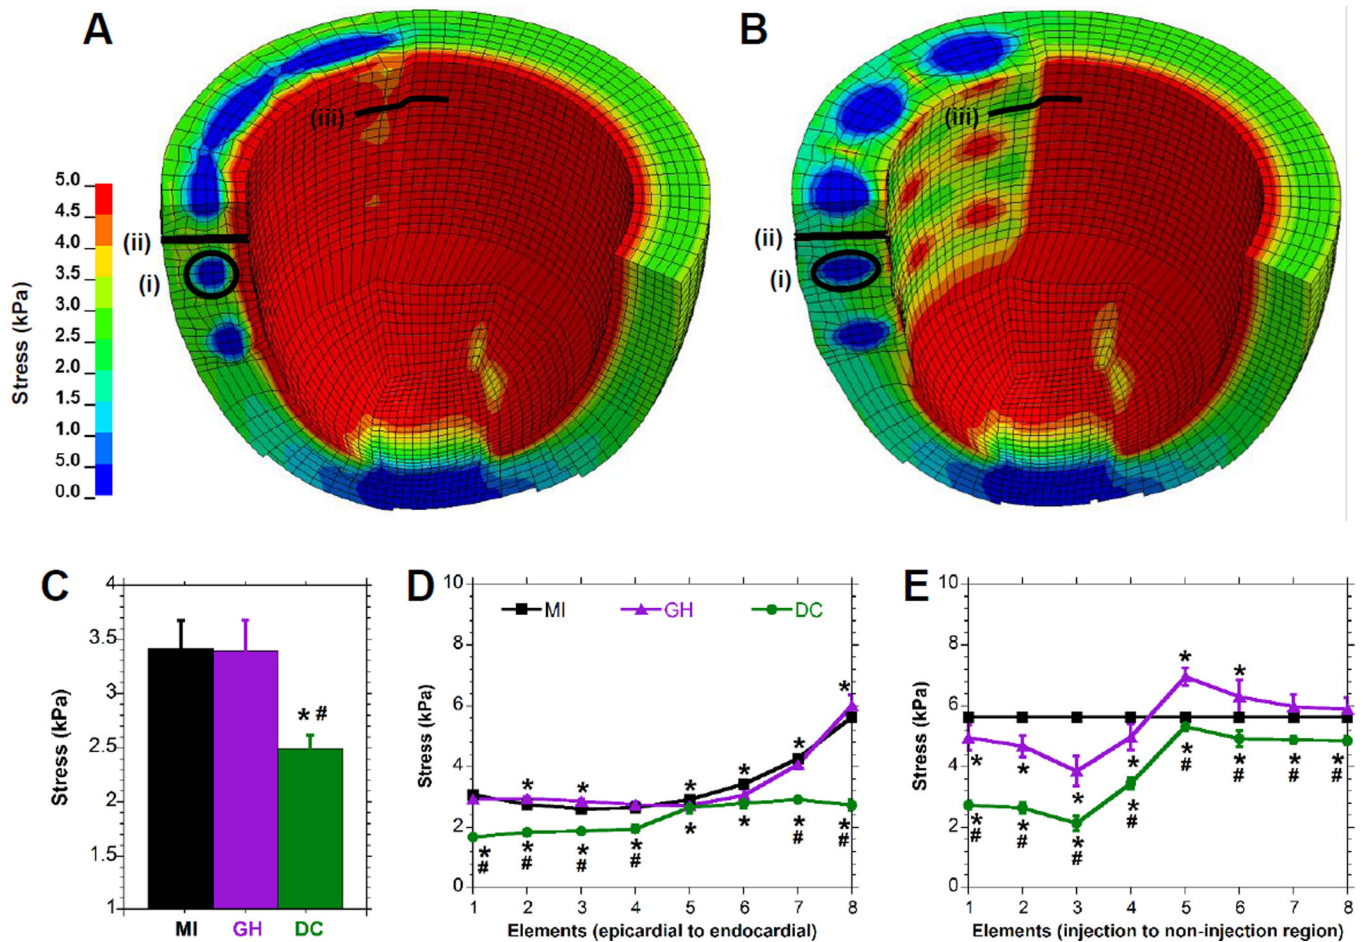 A
B
(iii)
(iii)
(ii)
(ii)
(i)
(i)
Stress (kPa)
5.0
4.5
4.0
3.5
3.0
2.5
2.0
1.5
1.0
5.0
0.0
C
Stress (kPa)
4
3.5
3
2.5
2
1.5
1
* #
MI GH DC
D
Stress (kPa)
10
8
6
4
2
0
MI GH DC
* * * * * *
* * * * * * * *
# # # # # #
1 2 3 4 5 6 7 8
Elements (epicardial to endocardial)
E
Stress (kPa)
10
8
6
4
2
0
* *
* * * *
* * * * * * * *
# # # # # # # #
1 2 3 4 5 6 7 8
Elements (injection to non-injection region)